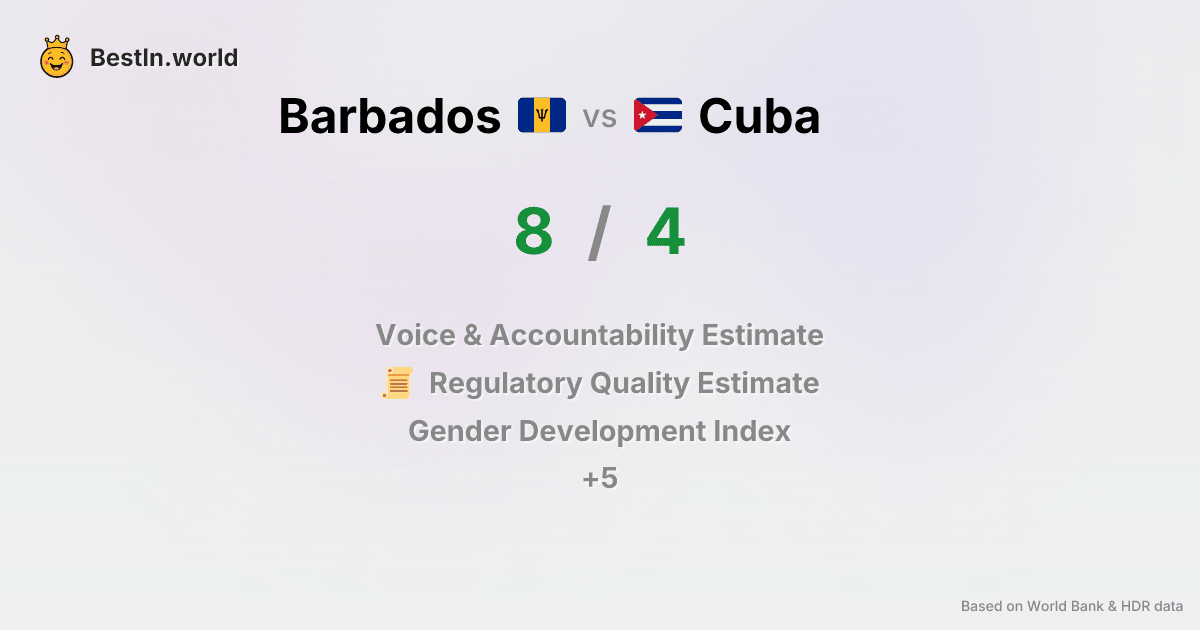 BestIn.world
Barbados vs Cuba
8 / 4
Voice & Accountability Estimate
Regulatory Quality Estimate
Gender Development Index
+5
Based on World Bank & HDR data